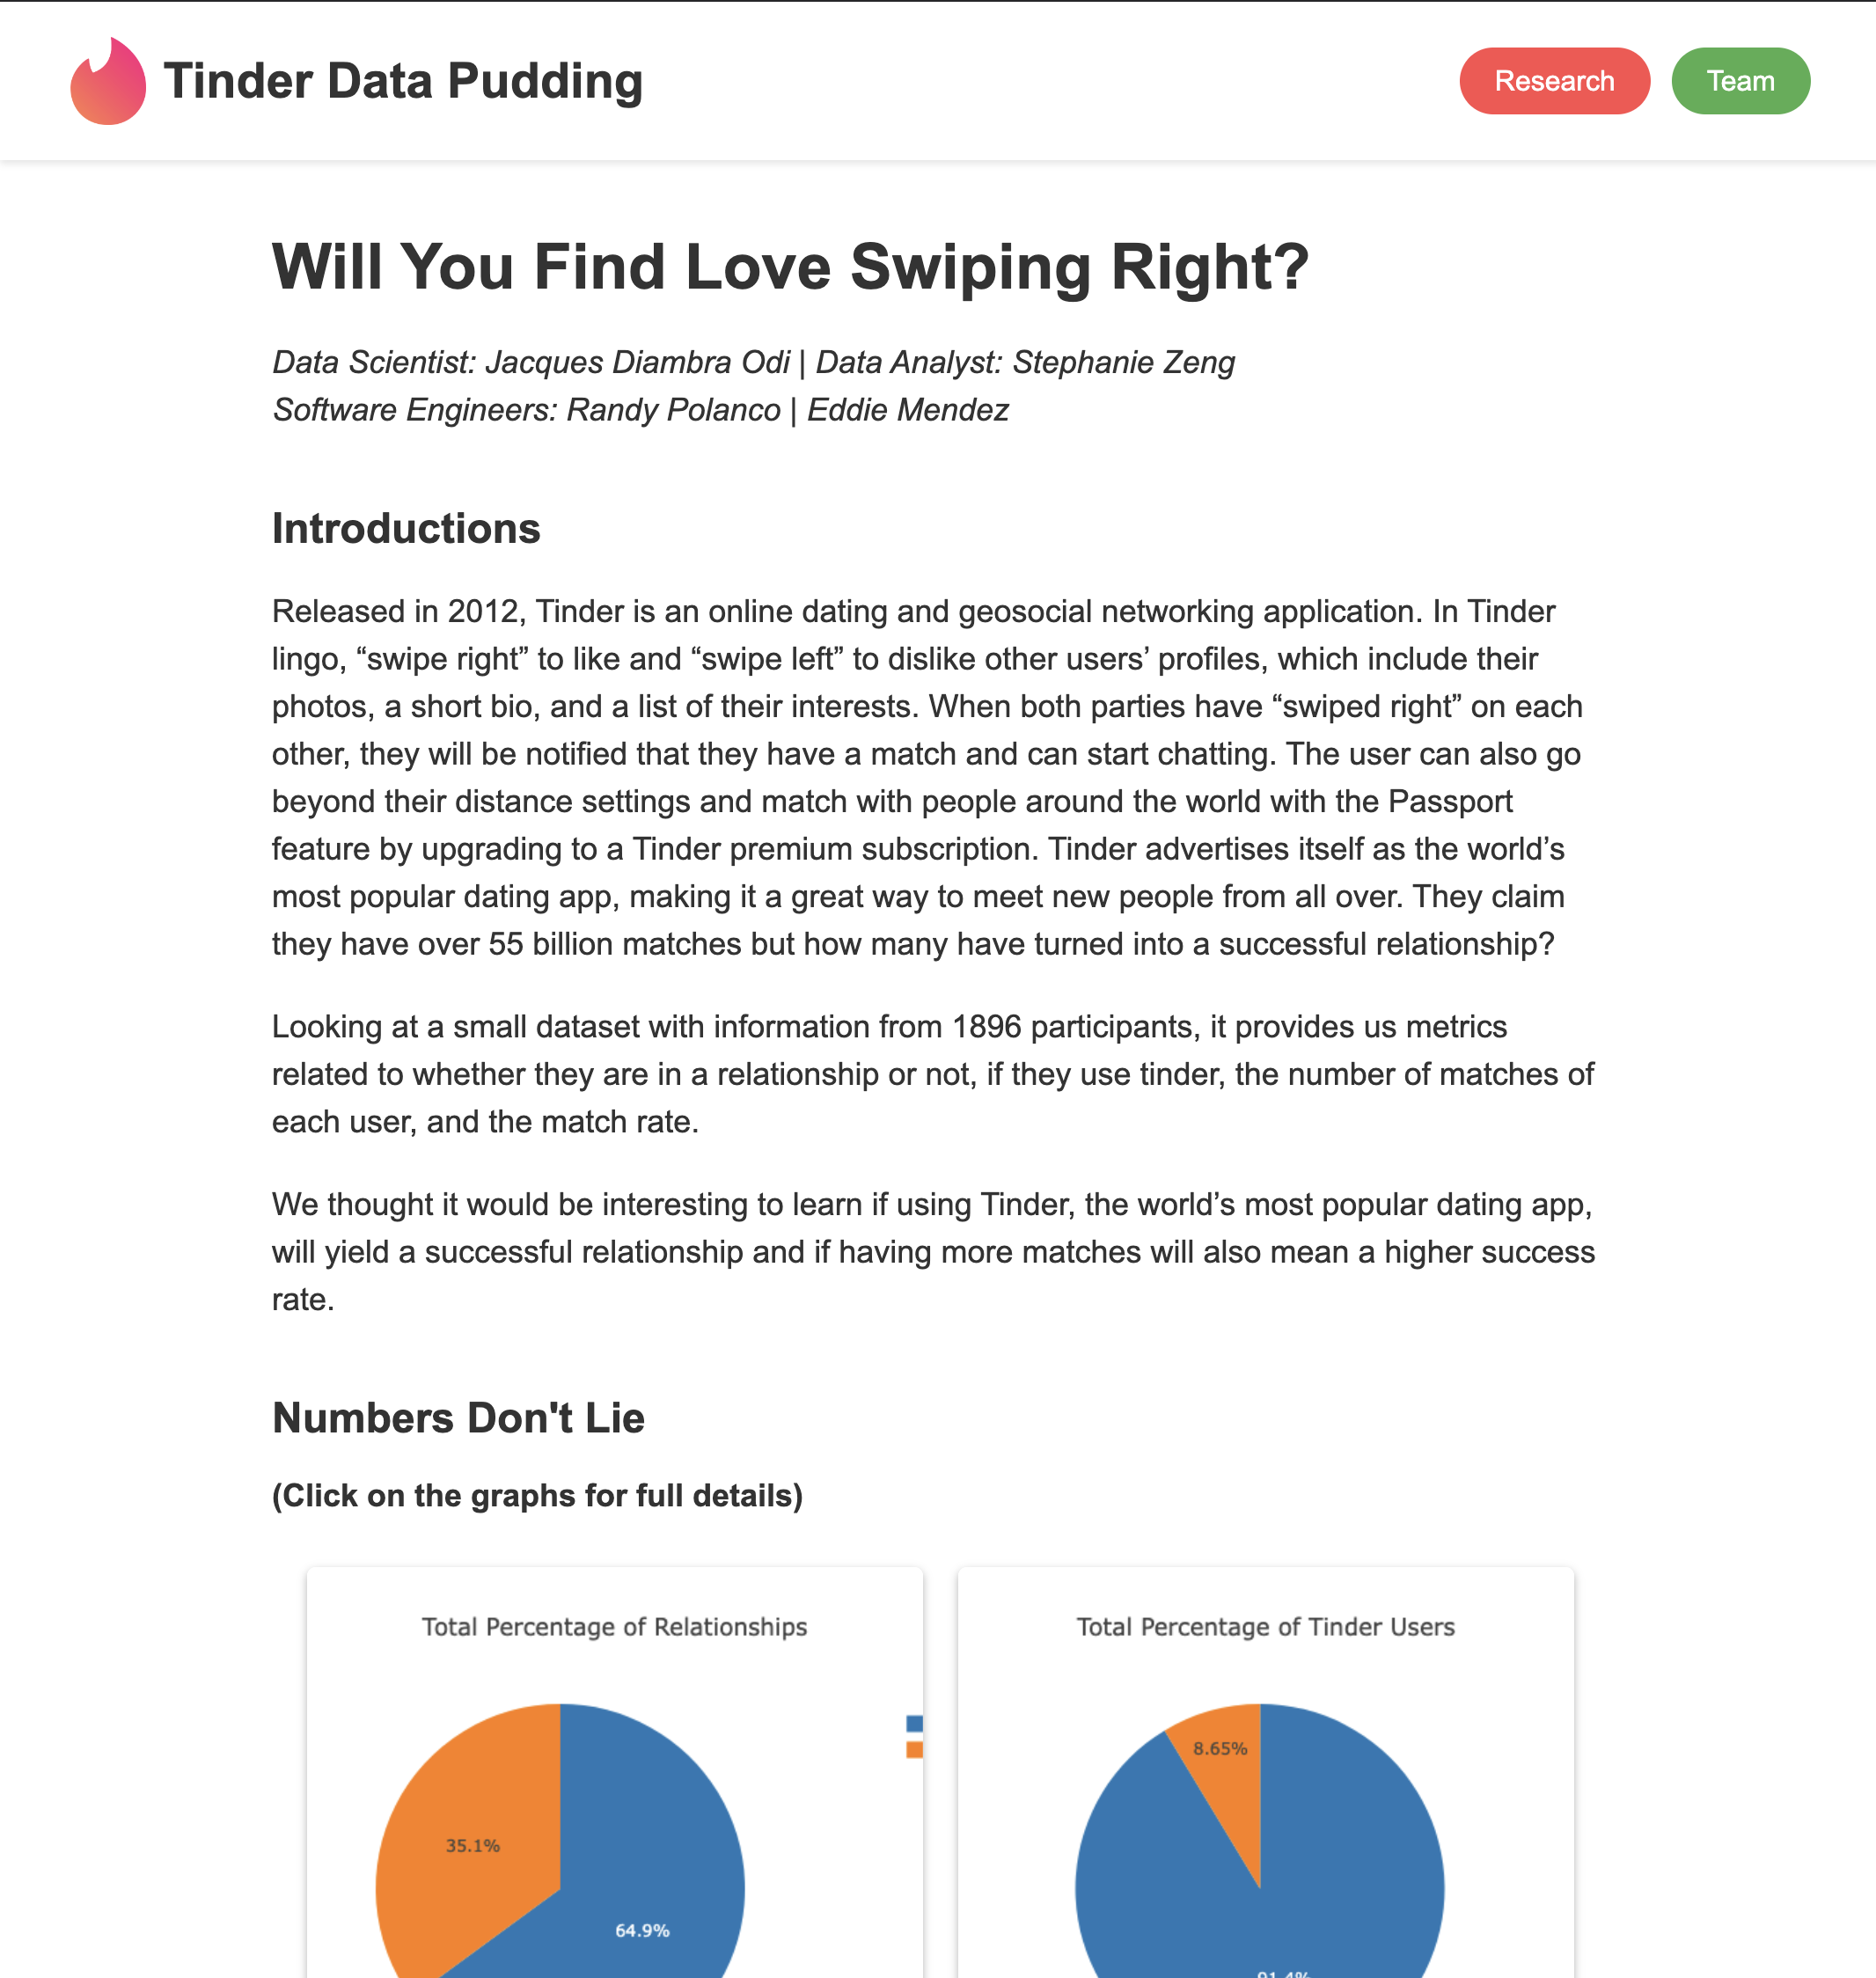 Tinder Data Pudding
Research
Team
Will You Find Love Swiping Right?
Data Scientist: Jacques Diambra Odi | Data Analyst: Stephanie Zeng
Software Engineers: Randy Polanco | Eddie Mendez
Introductions
Released in 2012, Tinder is an online dating and geosocial networking application. In Tinder
lingo, “swipe right” to like and “swipe left” to dislike other users’ profiles, which include their
photos, a short bio, and a list of their interests. When both parties have “swiped right” on each
other, they will be notified that they have a match and can start chatting. The user can also go
beyond their distance settings and match with people around the world with the Passport
feature by upgrading to a Tinder premium subscription. Tinder advertises itself as the world’s
most popular dating app, making it a great way to meet new people from all over. They claim
they have over 55 billion matches but how many have turned into a successful relationship?
Looking at a small dataset with information from 1896 participants, it provides us metrics
related to whether they are in a relationship or not, if they use tinder, the number of matches of
each user, and the match rate.
We thought it would be interesting to learn if using Tinder, the world’s most popular dating app,
will yield a successful relationship and if having more matches will also mean a higher success
rate.
Numbers Don't Lie
(Click on the graphs for full details)
Total Percentage of Relationships
35.1%
64.9%
Total Percentage of Tinder Users
8.65%
91.4%